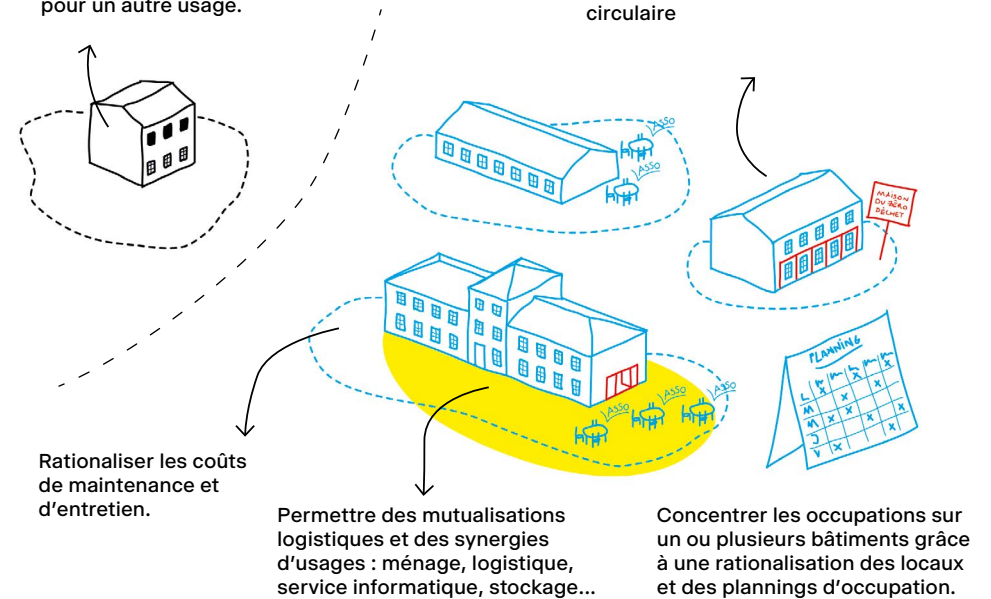 pour un autre usage.
circulaire
ASSO
ASSO
MAISON
DU ZÉRO
DÉCHET
PLANNING
L
M
M
J
V
ASSO
ASSO
ASSO
Rationaliser les coûts
de maintenance et
d’entretien.
Permettre des mutualisations
logistiques et des synergies
d’usages : ménage, logistique,
service informatique, stockage...
Concentrer les occupations sur
un ou plusieurs bâtiments grâce
à une rationalisation des locaux
et des plannings d’occupation.